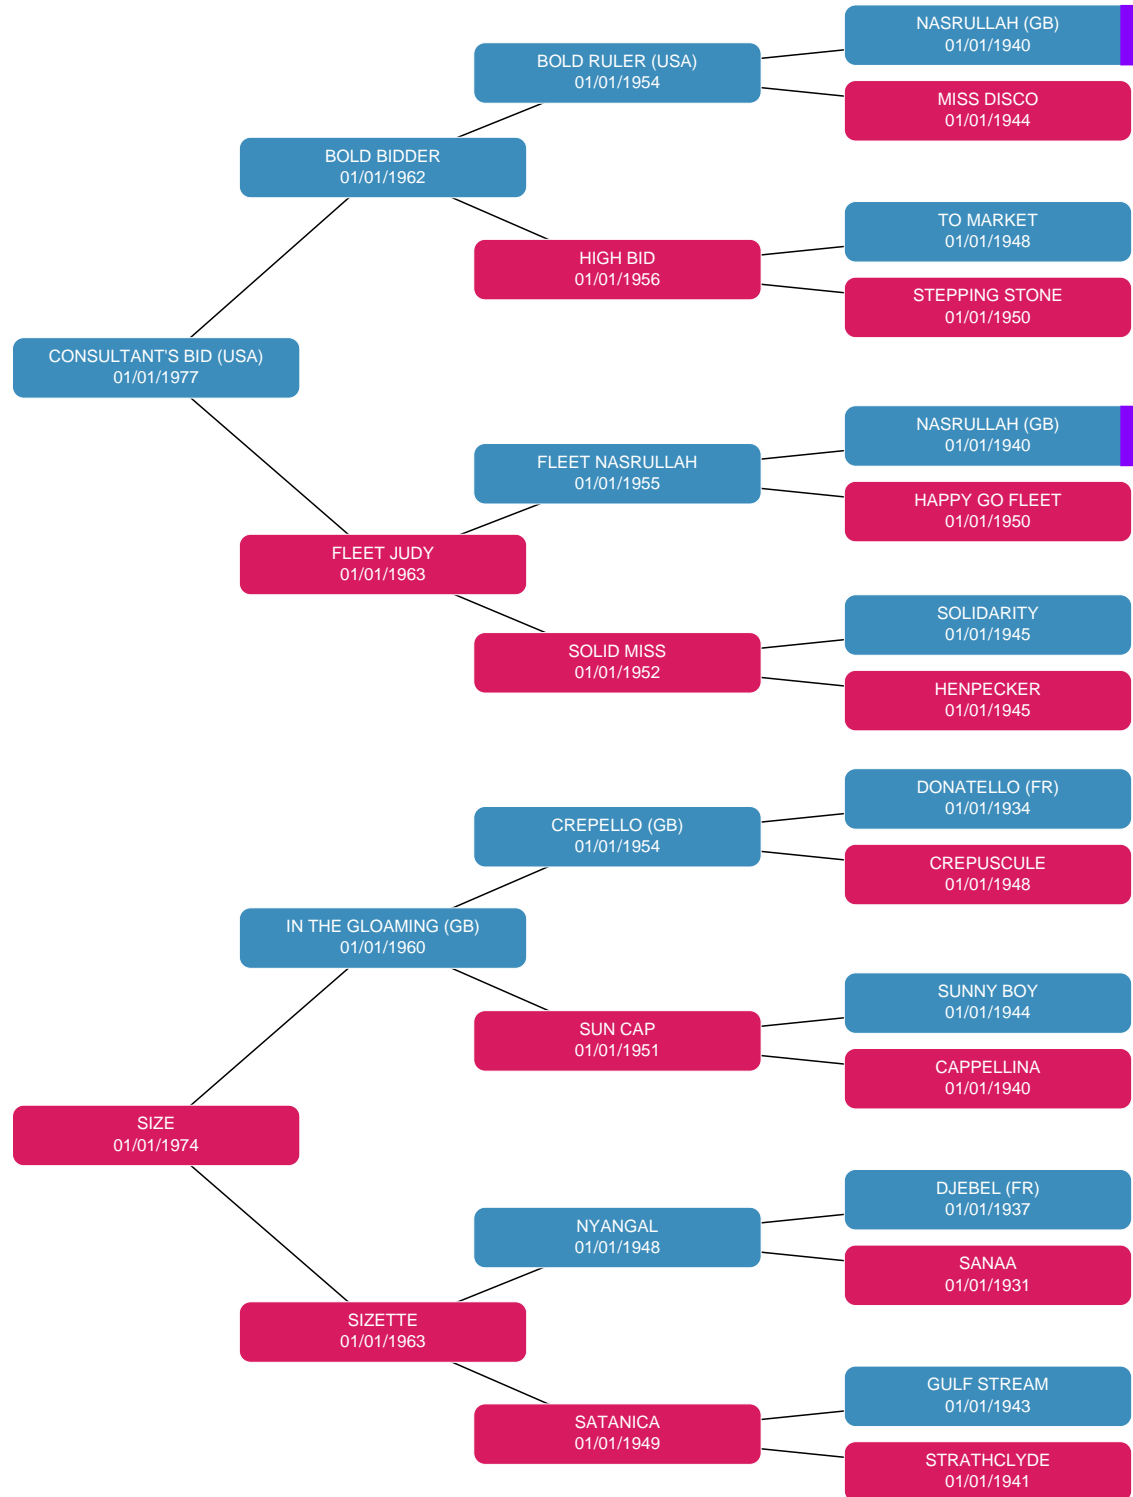 NASRULLAH (GB)
01/01/1940
BOLD RULER (USA)
01/01/1954
MISS DISCO
01/01/1944
BOLD BIDDER
01/01/1962
TO MARKET
01/01/1948
HIGH BID
01/01/1956
STEPPING STONE
01/01/1950
CONSULTANT'S BID (USA)
01/01/1977
NASRULLAH (GB)
01/01/1940
FLEET NASRULLAH
01/01/1955
HAPPY GO FLEET
01/01/1950
FLEET JUDY
01/01/1963
SOLIDARITY
01/01/1945
SOLID MISS
01/01/1952
HENPECKER
01/01/1945
DONATELLO (FR)
01/01/1934
CREPELLO (GB)
01/01/1954
CREPUSCULE
01/01/1948
IN THE GLOAMING (GB)
01/01/1960
SUNNY BOY
01/01/1944
SUN CAP
01/01/1951
CAPPELLINA
01/01/1940
SIZE
01/01/1974
DJEBEL (FR)
01/01/1937
NYANGAL
01/01/1948
SANAA
01/01/1931
SIZETTE
01/01/1963
GULF STREAM
01/01/1943
SATANICA
01/01/1949
STRATHCLYDE
01/01/1941